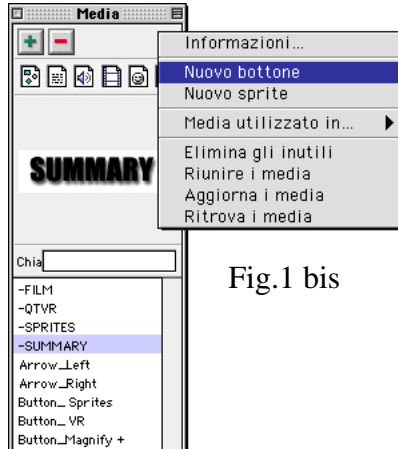 Media
Informazioni...
Nuovo bottone
Nuovo sprite
Media utilizzato in...
Elimina gli inutili
Riunire i media
Aggiorna i media
Ritrova i media
SUMMARY
Chia
Fig.1 bis
-FILM
-QTVR
-SPRITES
-SUMMARY
Arrow_Left
Arrow_Right
Button_ Sprites
Button_ VR
Button_Magnify +